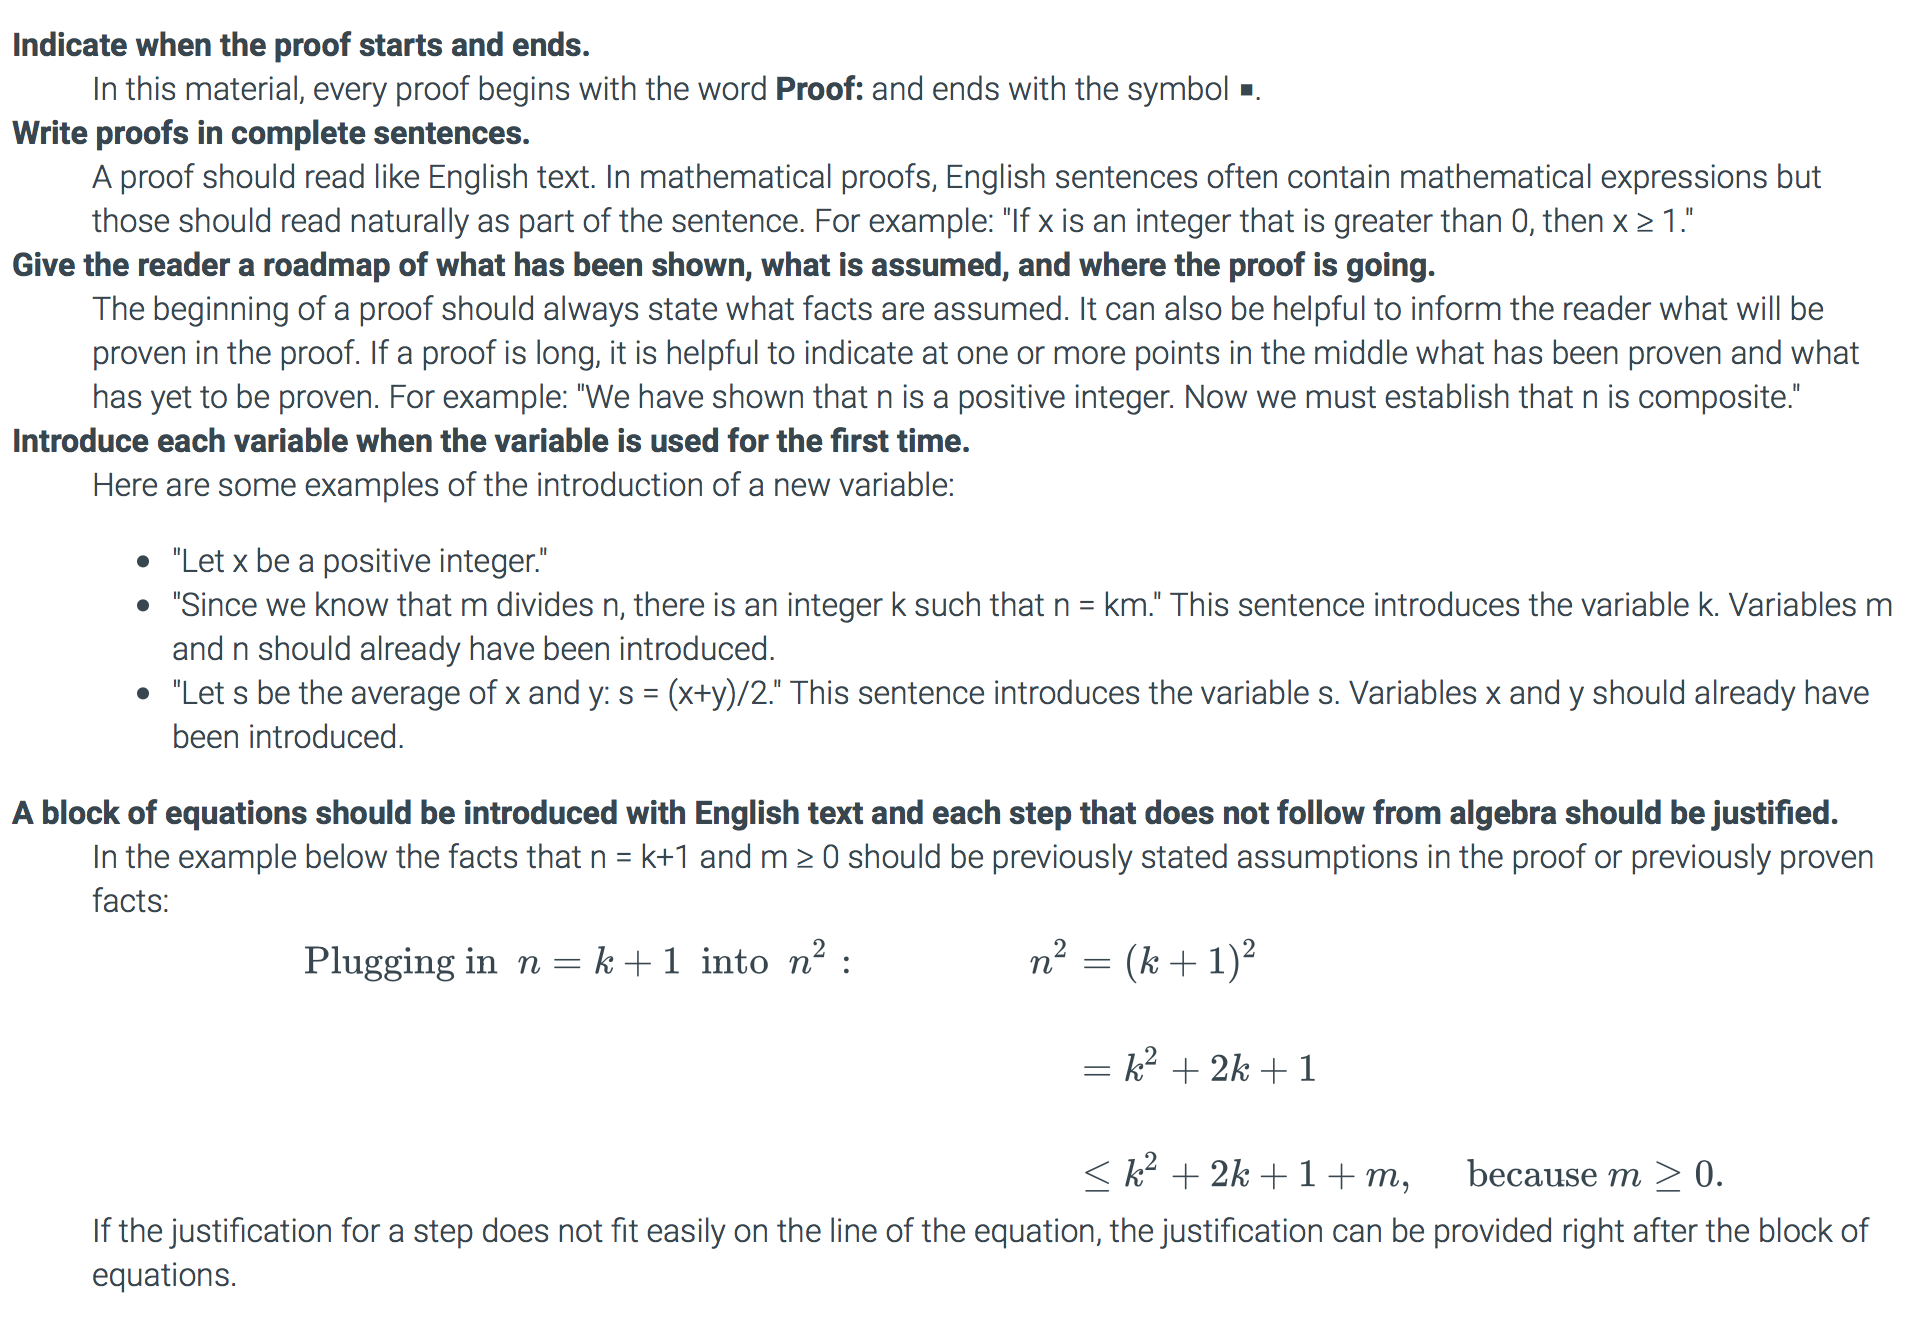 Indicate when the proof starts and ends.
In this material, every proof begins with the word Proof: and ends with the symbol ■.
Write proofs in complete sentences.
A proof should read like English text. In mathematical proofs, English sentences often contain mathematical expressions but
those should read naturally as part of the sentence. For example: "If x is an integer that is greater than 0, then x ≥ 1."
Give the reader a roadmap of what has been shown, what is assumed, and where the proof is going.
The beginning of a proof should always state what facts are assumed. It can also be helpful to inform the reader what will be
proven in the proof. If a proof is long, it is helpful to indicate at one or more points in the middle what has been proven and what
has yet to be proven. For example: "We have shown that n is a positive integer. Now we must establish that n is composite."
Introduce each variable when the variable is used for the first time.
Here are some examples of the introduction of a new variable:
• "Let x be a positive integer."
• "Since we know that m divides n, there is an integer k such that n = km." This sentence introduces the variable k. Variables m
and n should already have been introduced.
• "Let s be the average of x and y: s = (x+y)/2." This sentence introduces the variable s. Variables x and y should already have
been introduced.
A block of equations should be introduced with English text and each step that does not follow from algebra should be justified.
In the example below the facts that n = k+1 and m ≥ 0 should be previously stated assumptions in the proof or previously proven
facts:
Plugging in n = k + 1 into n² : n² = (k + 1)²
= k² + 2k + 1
≤ k² + 2k + 1 + m, because m ≥ 0.
If the justification for a step does not fit easily on the line of the equation, the justification can be provided right after the block of
equations.